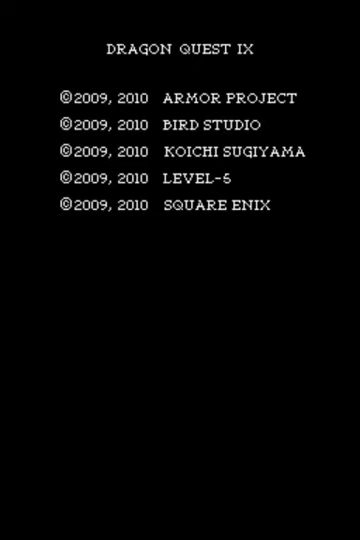 DRAGON QUEST IX
©2009, 2010 ARMOR PROJECT
©2009, 2010 BIRD STUDIO
©2009, 2010 KOICHI SUGIYAMA
©2009, 2010 LEVEL-5
©2009, 2010 SQUARE ENIX